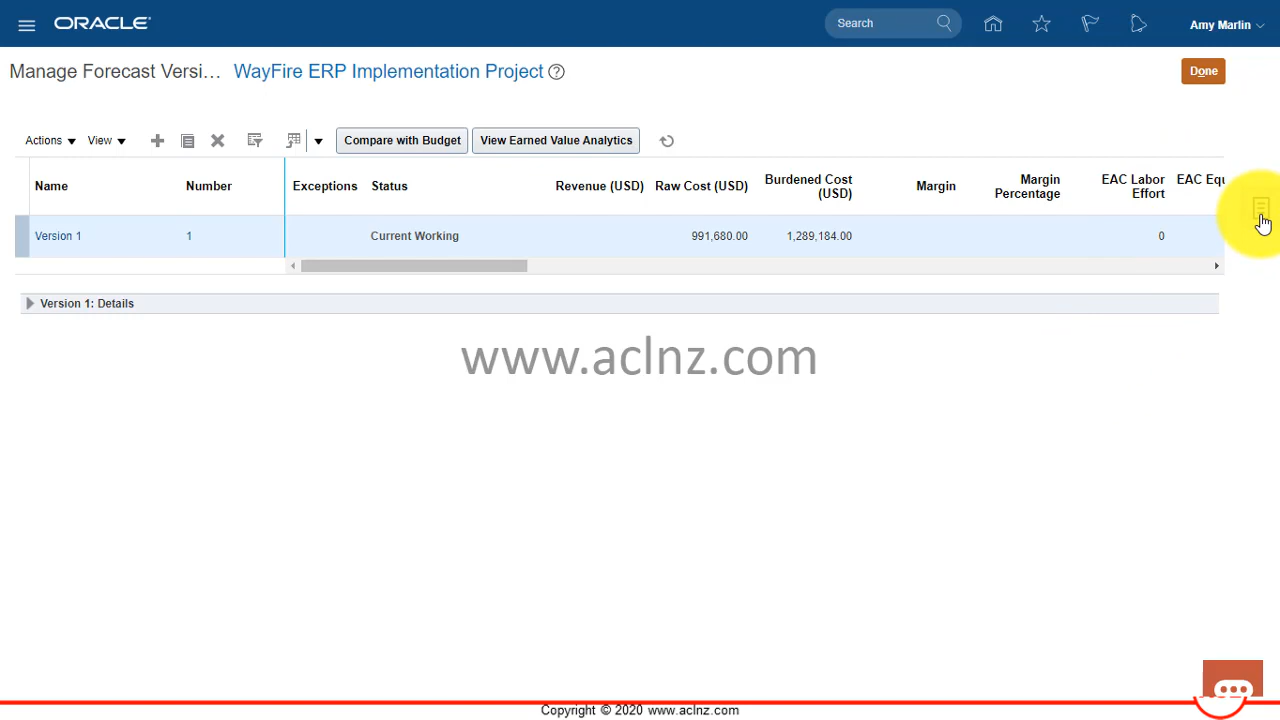 ORACLE®
Search
Amy Marlin
Manage Forecast Versi... WayFire ERP Implementation Project ?
Done
Actions View Compare with Budget View Earned Value Analytics
Name Number Exceptions Status Revenue (USD) Raw Cost (USD) Burdened Cost (USD) Margin Margin Percentage EAC Labor Effort EAC Equ
Version 1 1 Current Working 991,680.00 1,289,184.00 0
Version 1: Details
www.aclnz.com
Copyright © 2020 www.aclnz.com